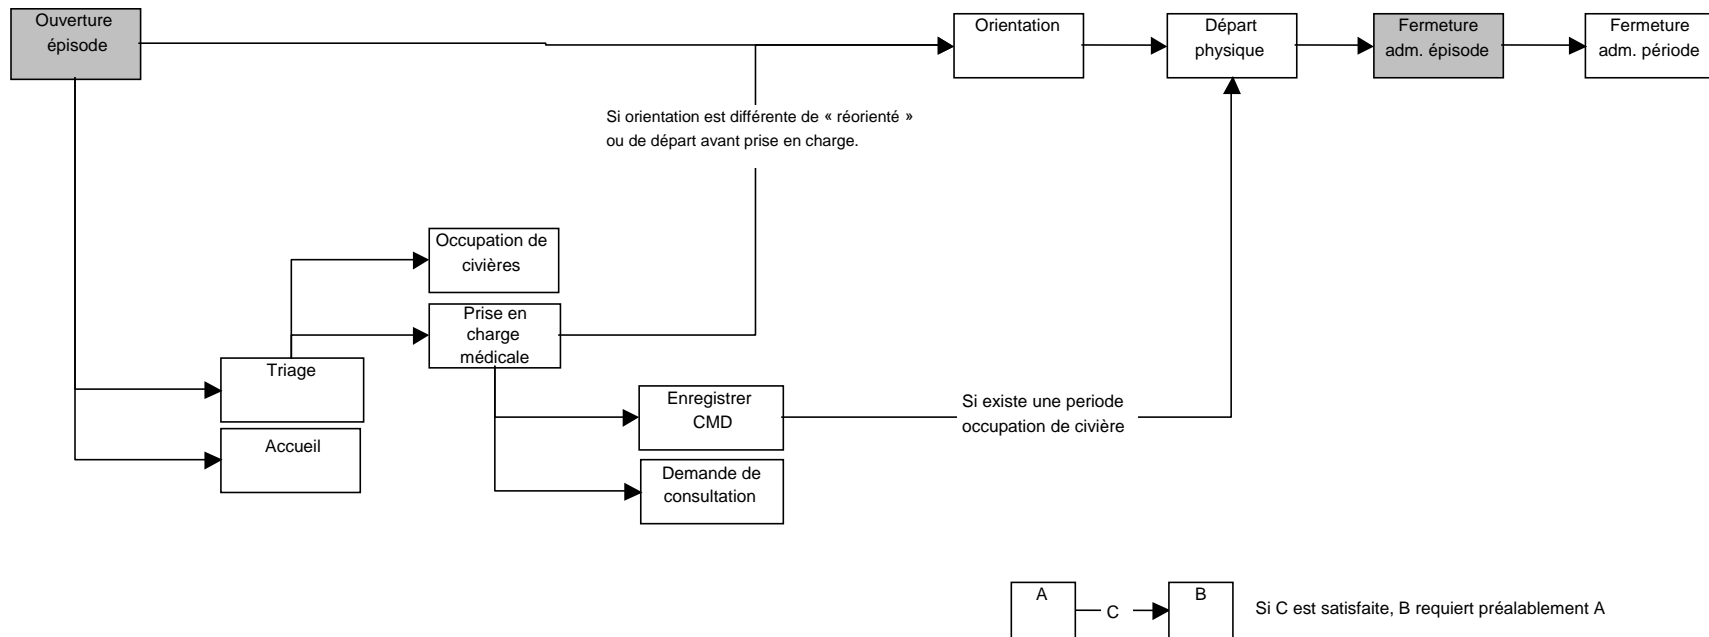 Ouverture
épisode
Orientation
Départ
physique
Fermeture
adm. épisode
Fermeture
adm. période
Si orientation est différente de « réorienté »
ou de départ avant prise en charge.
Occupation de
civières
Prise en
charge
médicale
Triage
Accueil
Enregistrer
CMD
Si existe une periode
occupation de civière
Demande de
consultation
A
C
B
Si C est satisfaite, B requiert préalablement A